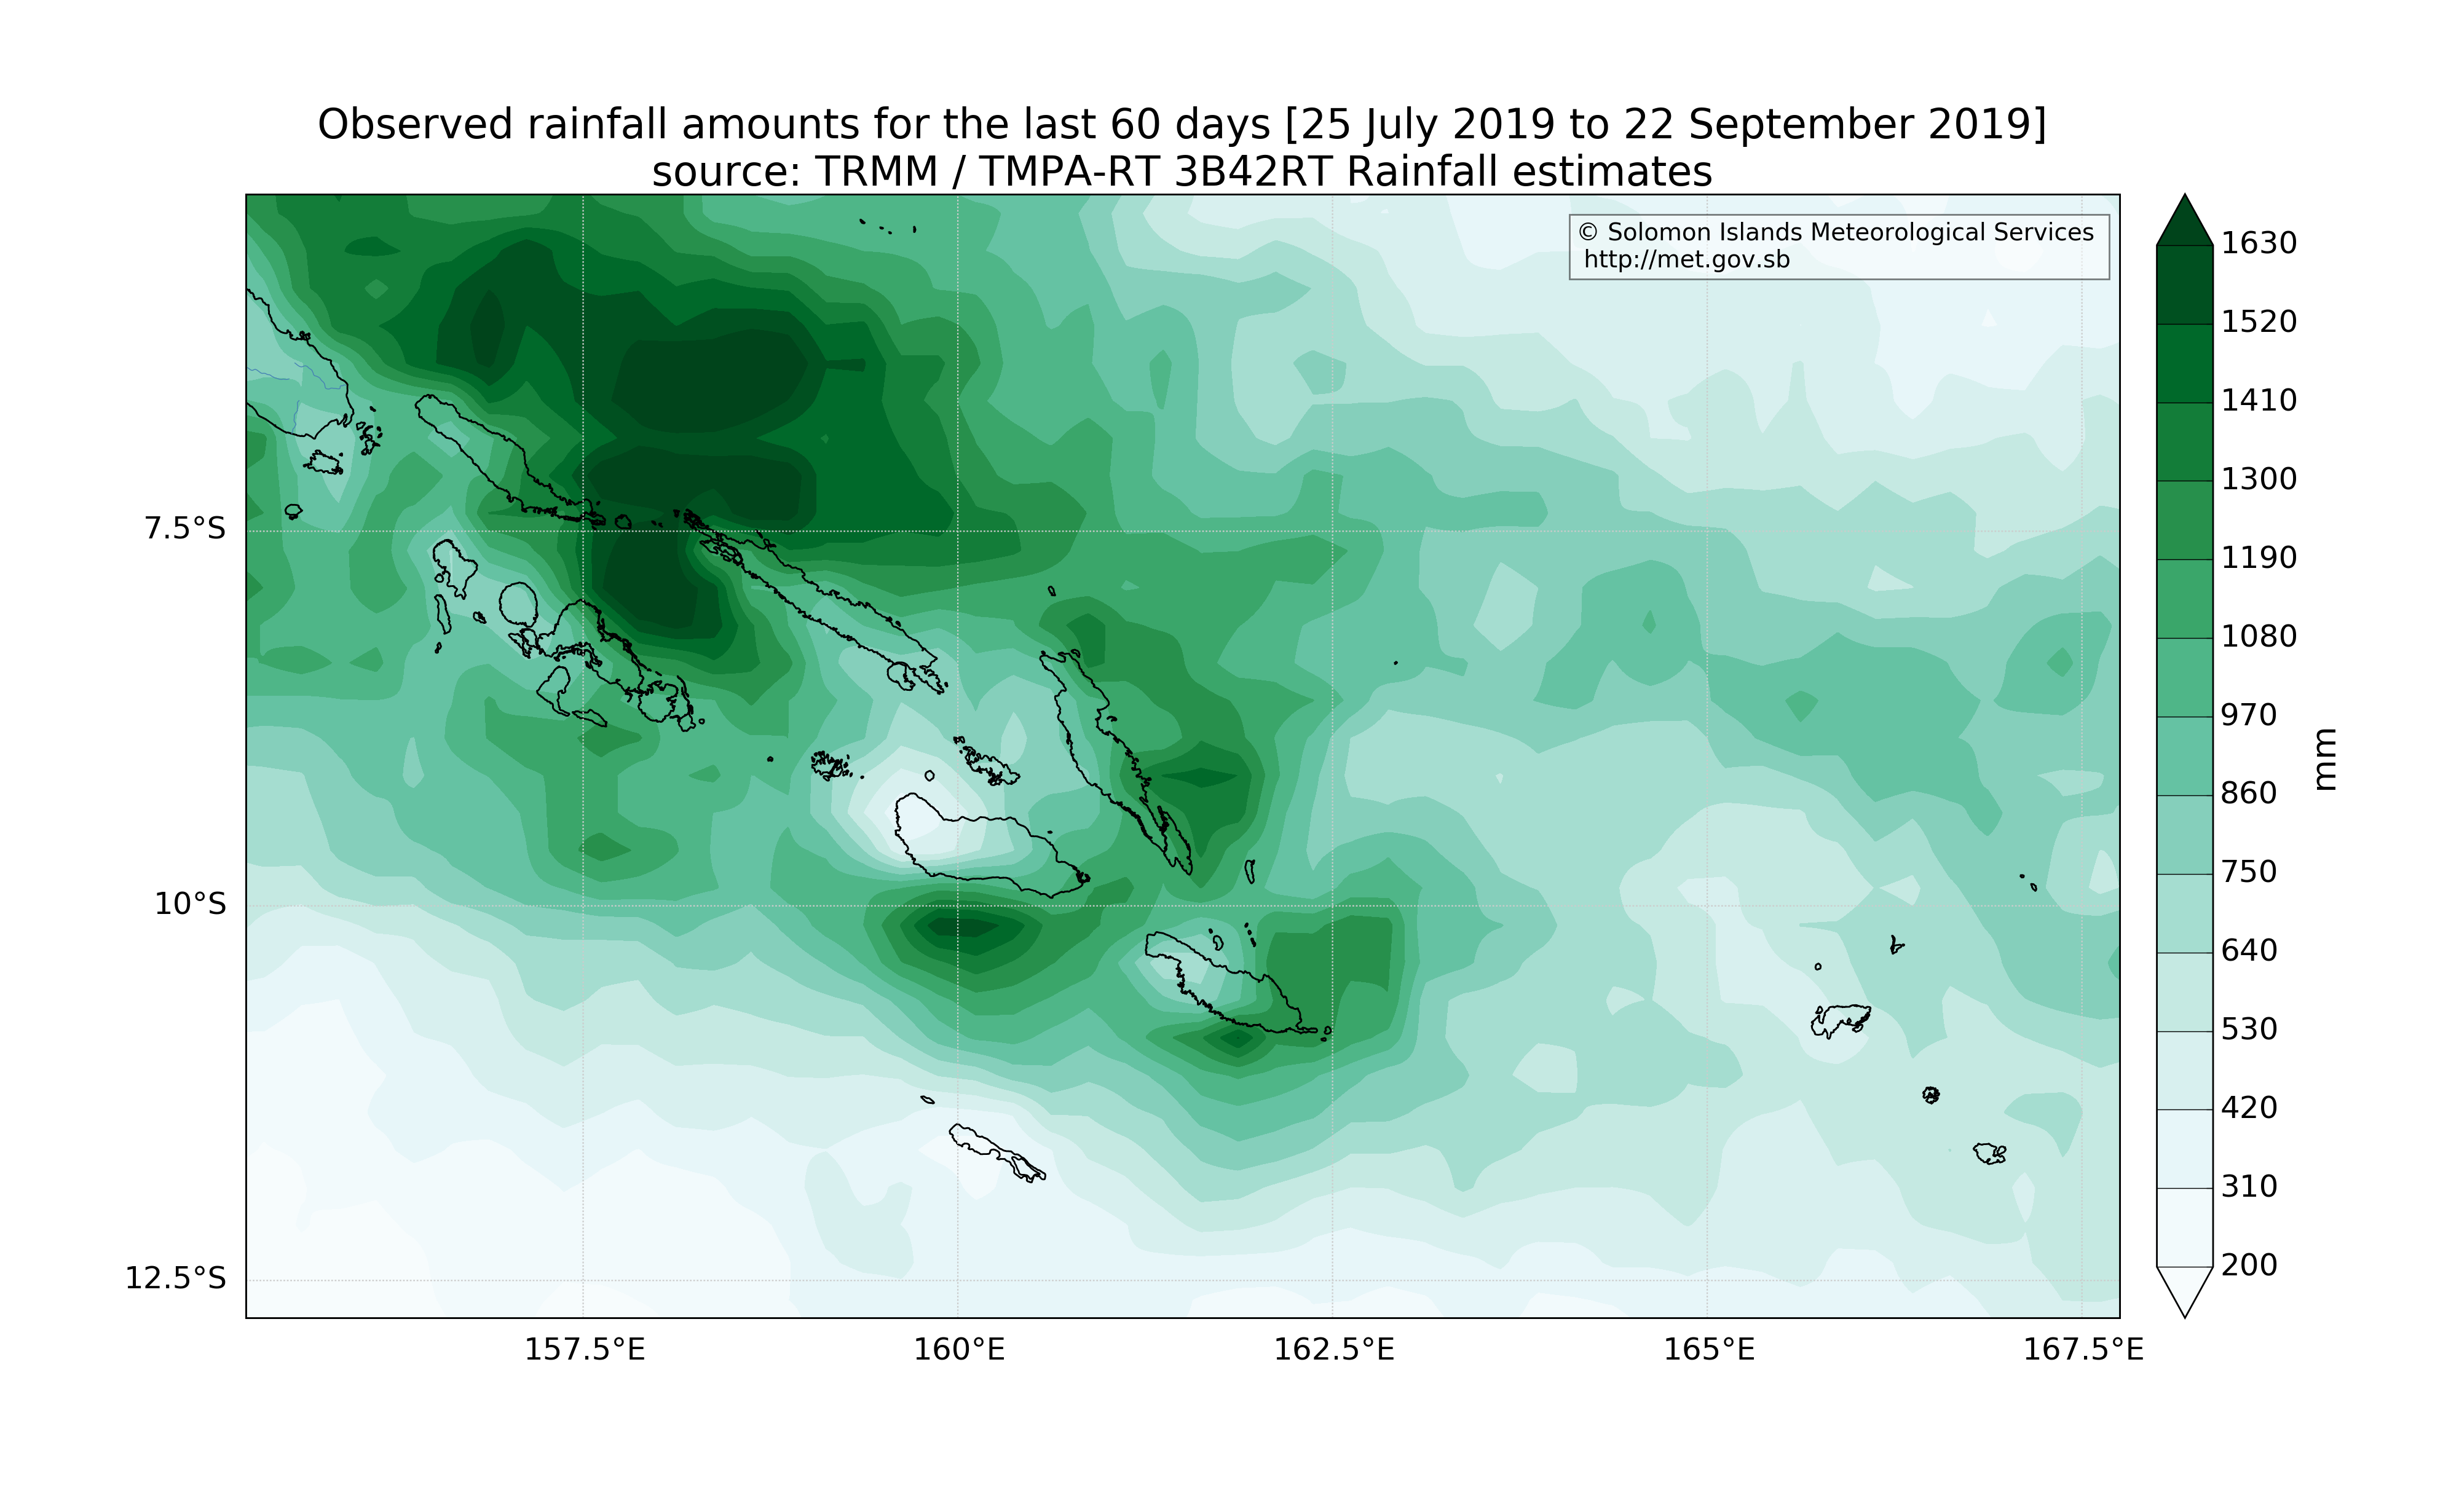 Observed rainfall amounts for the last 60 days [25 July 2019 to 22 September 2019]
source: TRMM / TMPA-RT 3B42RT Rainfall estimates
© Solomon Islands Meteorological Services
http://met.gov.sb
7.5°S
10°S
12.5°S
157.5°E
160°E
162.5°E
165°E
167.5°E
1630
1520
1410
1300
1190
1080
970
860
750
640
530
420
310
200
mm